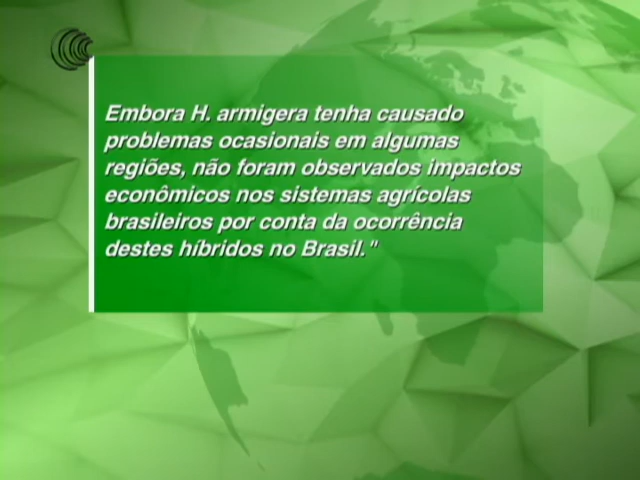 Embora H. armigera tenha causado
problemas ocasionais em algumas
regiões, não foram observados impactos
econômicos nos sistemas agrícolas
brasileiros por conta da ocorrência
destes híbridos no Brasil."